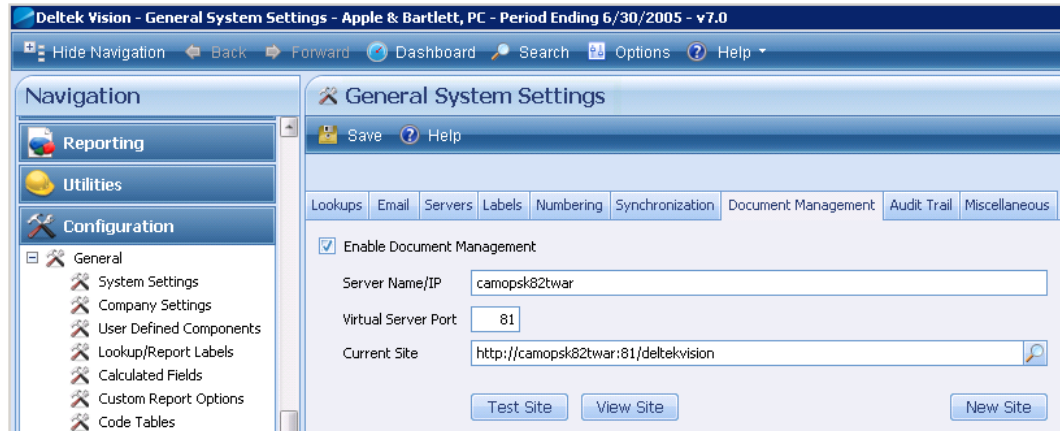 Deltek Vision - General System Settings - Apple & Bartlett, PC - Period Ending 6/30/2005 - v7.0
Hide Navigation Back Forward Dashboard Search Options Help
Navigation
Reporting
Utilities
Configuration
General
System Settings
Company Settings
User Defined Components
Lookup/Report Labels
Calculated Fields
Custom Report Options
Code Tables
General System Settings
Save Help
Lookups Email Servers Labels Numbering Synchronization Document Management Audit Trail Miscellaneous
Enable Document Management
Server Name/IP camopsk82twar
Virtual Server Port 81
Current Site http://camopsk82twar:81/deltekvision
Test Site View Site New Site